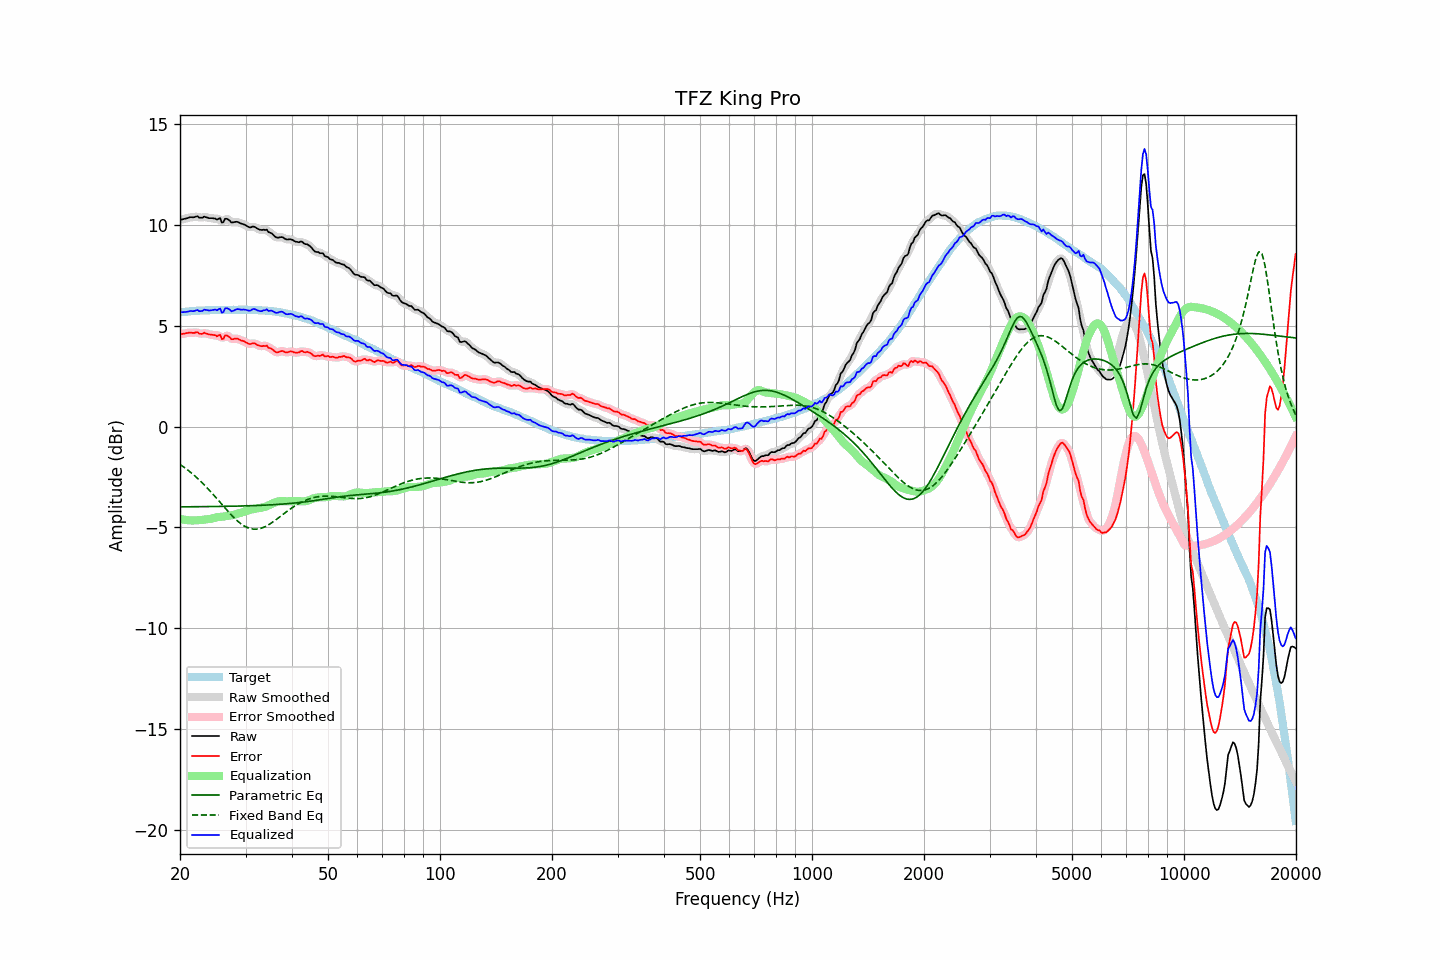 TFZ King Pro
Amplitude (dBr)
15
10
5
0
−5
−10
−15
−20
Target
Raw Smoothed
Error Smoothed
Raw
Error
Equalization
Parametric Eq
Fixed Band Eq
Equalized
20 50 100 200 500 1000 2000 5000 10000 20000
Frequency (Hz)